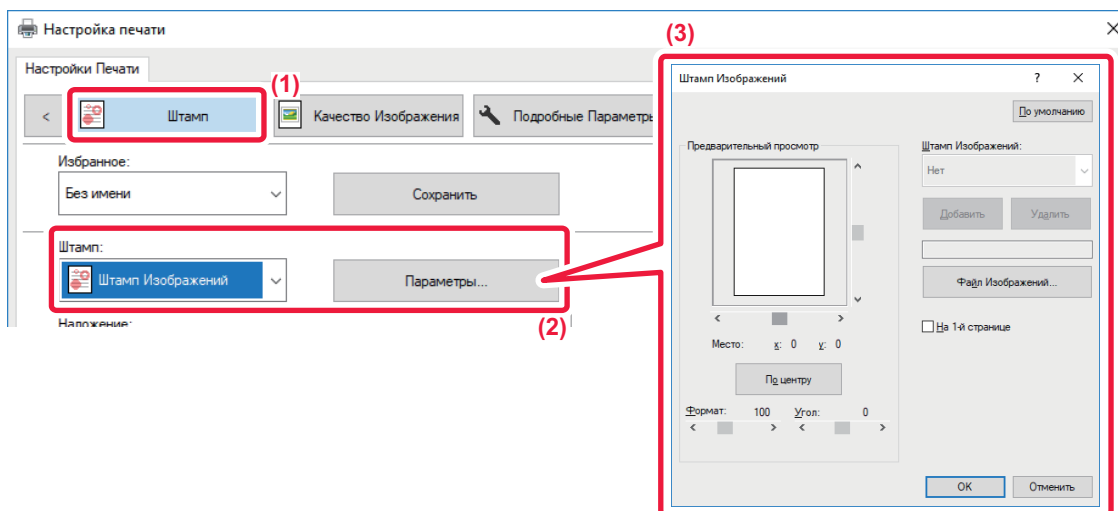 Настройка печати
Настройки Печати
(1)
<
Штамп
Качество Изображения
Подробные Параметры
Избранное:
Без имени
Сохранить
Штамп:
Штамп Изображений
Параметры...
(2)
Наложение:
(3)
Штамп Изображений
?
По умолчанию
Предварительный просмотр
Место: x: 0 y: 0
По центру
Формат: 100 Угол: 0
Штамп Изображений:
Нет
Добавить
Удалить
Файл Изображений...
На 1-й странице
OK
Отменить